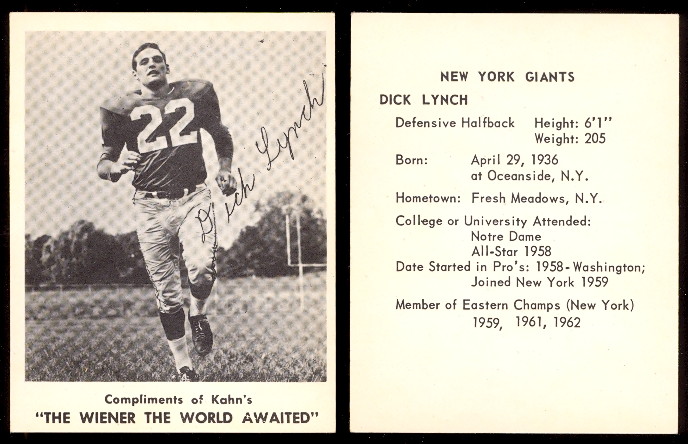 22
Dick Lynch
Compliments of Kahn's
"THE WIENER THE WORLD AWAITED"
NEW YORK GIANTS
DICK LYNCH
Defensive Halfback Height: 6'1"
Weight: 205
Born: April 29, 1936
at Oceanside, N.Y.
Hometown: Fresh Meadows, N.Y.
College or University Attended:
Notre Dame
All-Star 1958
Date Started in Pro's: 1958-Washington;
Joined New York 1959
Member of Eastern Champs (New York)
1959, 1961, 1962